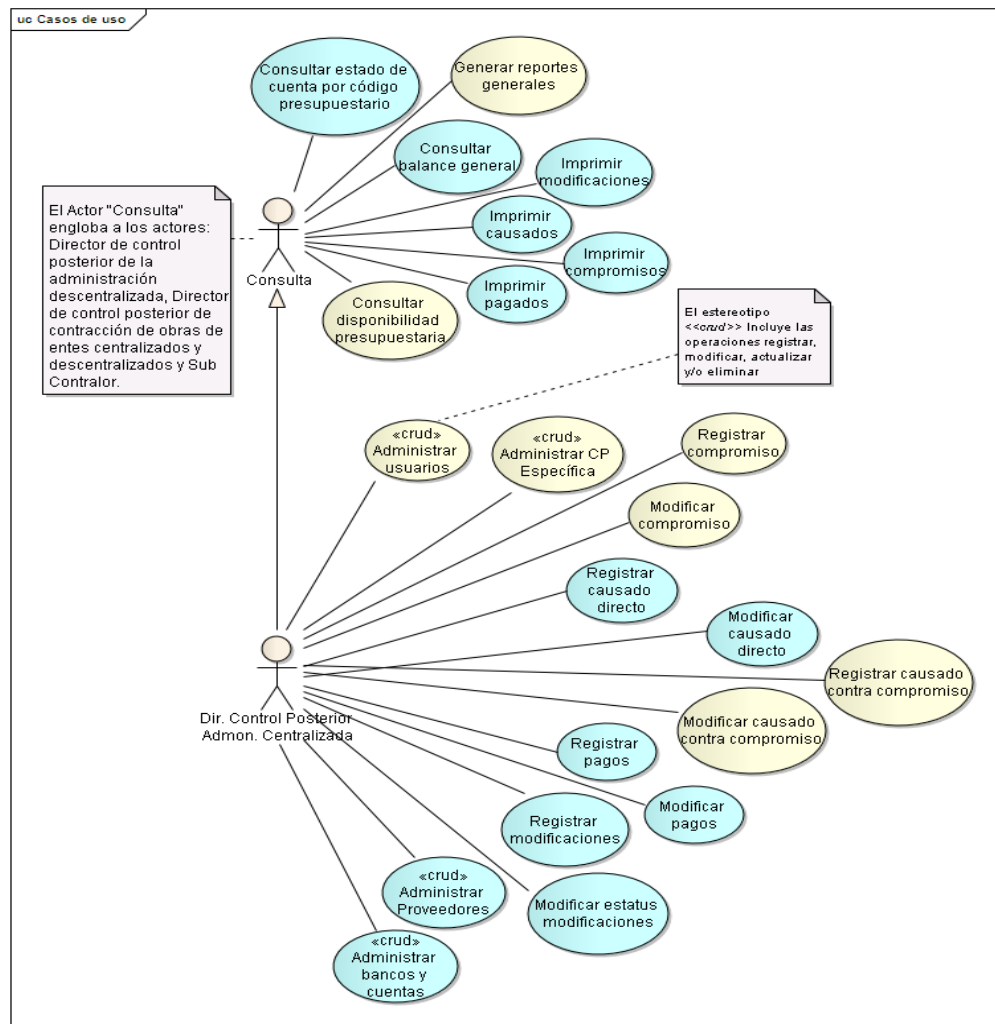 uc Casos de uso
Consultar estado de
cuenta por código
presupuestario
Generar reportes
generales
Consultar
balance general
Imprimir
modificaciones
El Actor "Consulta"
engloba a los actores:
Director de control
posterior de la
administración
descentralizada, Director
de control posterior de
contracción de obras de
entes centralizados y
descentralizados y Sub
Contralor.
Imprimir
causados
Imprimir
compromisos
Consulta
Imprimir
pagados
Consultar
disponibilidad
presupuestaria
El estereotipo
<<crud>> Incluye las
operaciones registrar,
modificar, actualizar
y/o eliminar
«crud»
Administrar
usuarios
«crud»
Administrar CP
Específica
Registrar
compromiso
Modificar
compromiso
Registrar
causado
directo
Modificar
causado
directo
Registrar causado
contra compromiso
Dir. Control Posterior
Admon. Centralizada
Modificar causado
contra compromiso
Registrar
pagos
Modificar
pagos
Registrar
modificaciones
«crud»
Administrar
Proveedores
Modificar estatus
modificaciones
«crud»
Administrar
bancos y
cuentas